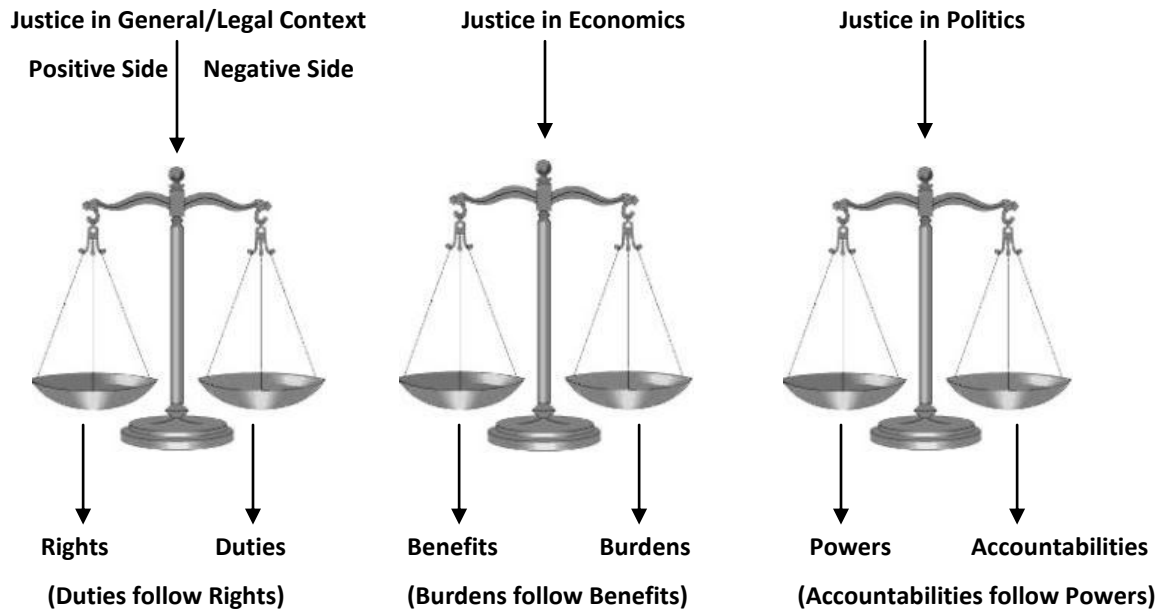 Justice in General/Legal Context
Positive Side
Negative Side
Rights
Duties
(Duties follow Rights)
Justice in Economics
Benefits
Burdens
(Burdens follow Benefits)
Justice in Politics
Powers
Accountabilities
(Accountabilities follow Powers)